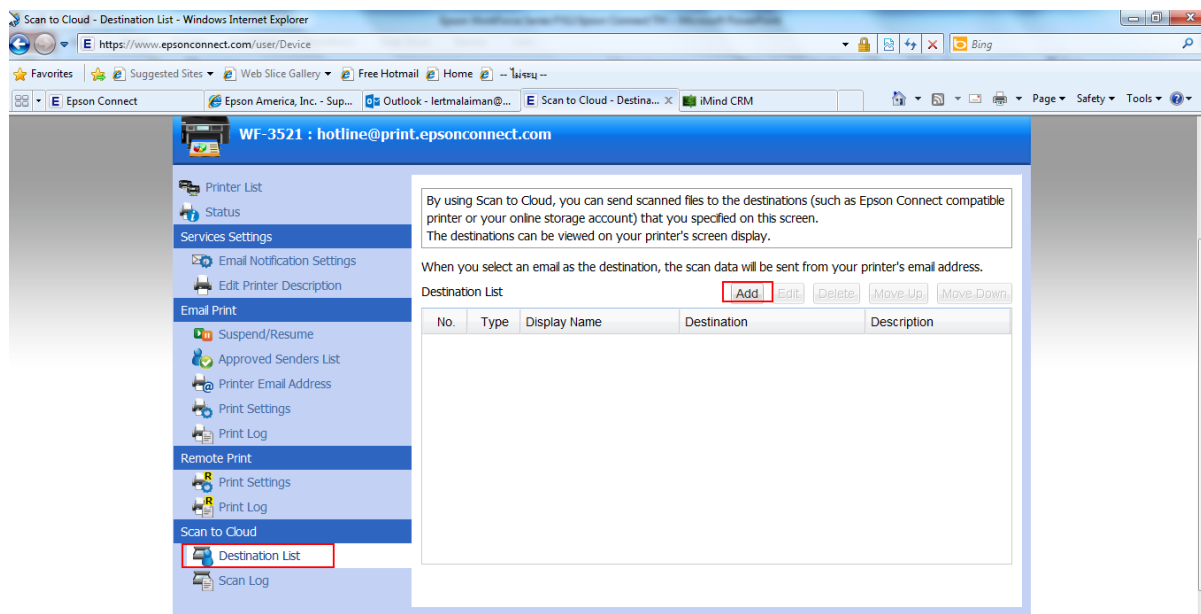 Scan to Cloud - Destination List - Windows Internet Explorer
https://www.epsonconnect.com/user/Device
Bing
Favorites Suggested Sites Web Slice Gallery Free Hotmail Home -- ไม่ระบุ --
Epson Connect Epson America, Inc. - Sup... Outlook - lertmalaiman@... Scan to Cloud - Destina... iMind CRM Page Safety Tools
WF-3521 : hotline@print.epsonconnect.com
Printer List
Status
Services Settings
Email Notification Settings
Edit Printer Description
Email Print
Suspend/Resume
Approved Senders List
Printer Email Address
Print Settings
Print Log
Remote Print
Print Settings
Print Log
Scan to Cloud
Destination List
Scan Log
By using Scan to Cloud, you can send scanned files to the destinations (such as Epson Connect compatible
printer or your online storage account) that you specified on this screen.
The destinations can be viewed on your printer's screen display.
When you select an email as the destination, the scan data will be sent from your printer's email address.
Destination List Add Edit Delete Move Up Move Down
No. Type Display Name Destination Description